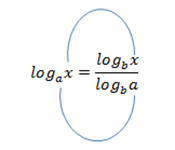 logₐx = log_b x / log_b a